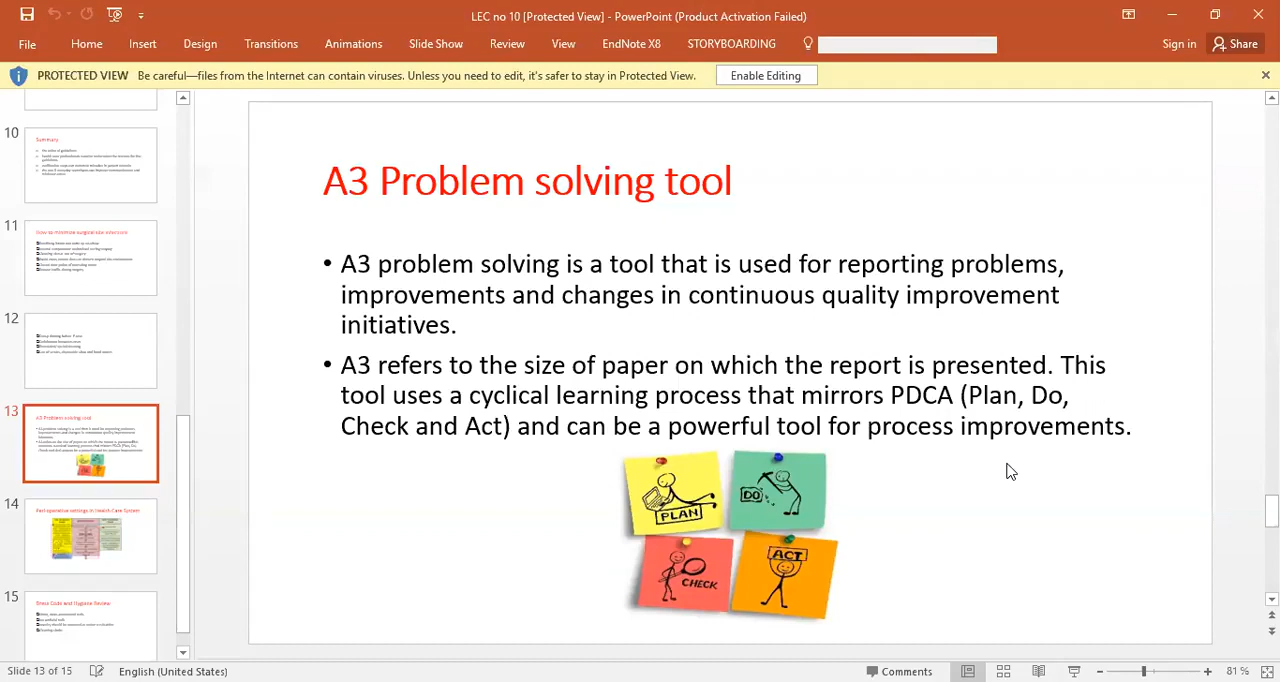 LEC no 10 [Protected View] - PowerPoint (Product Activation Failed)
File Home Insert Design Transitions Animations Slide Show Review View EndNote X8 STORYBOARDING Sign in Share
PROTECTED VIEW Be careful—files from the Internet can contain viruses. Unless you need to edit, it's safer to stay in Protected View. Enable Editing
10
Summary
11
How to minimize surgical site infections
12
13
A3 Problem solving tool
14
Peri-operative settings in Health Care System
15
Dress Code and Hygiene Review
A3 Problem solving tool
• A3 problem solving is a tool that is used for reporting problems,
improvements and changes in continuous quality improvement
initiatives.
• A3 refers to the size of paper on which the report is presented. This
tool uses a cyclical learning process that mirrors PDCA (Plan, Do,
Check and Act) and can be a powerful tool for process improvements.
PLAN
DO
CHECK
ACT
Slide 13 of 15 English (United States) Comments 81 %